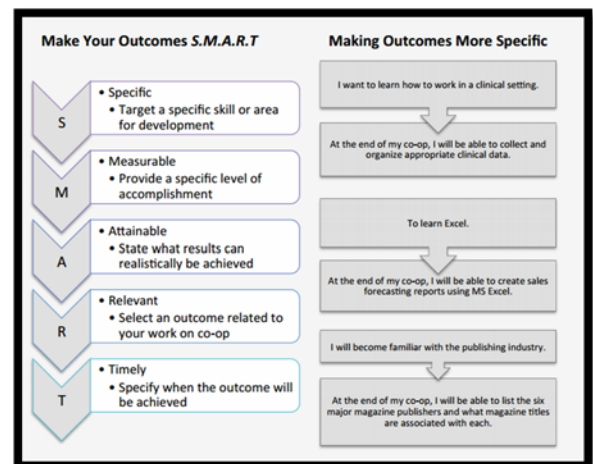 Make Your Outcomes S.M.A.R.T
S
• Specific
• Target a specific skill or area
for development
M
• Measurable
• Provide a specific level of
accomplishment
A
• Attainable
• State what results can
realistically be achieved
R
• Relevant
• Select an outcome related to
your work on co-op
T
• Timely
• Specify when the outcome will
be achieved
Making Outcomes More Specific
I want to learn how to work in a clinical setting.
At the end of my co-op, I will be able to collect and
organize appropriate clinical data.
To learn Excel.
At the end of my co-op, I will be able to create sales
forecasting reports using MS Excel.
I will become familiar with the publishing industry.
At the end of my co-op, I will be able to list the six
major magazine publishers and what magazine titles
are associated with each.